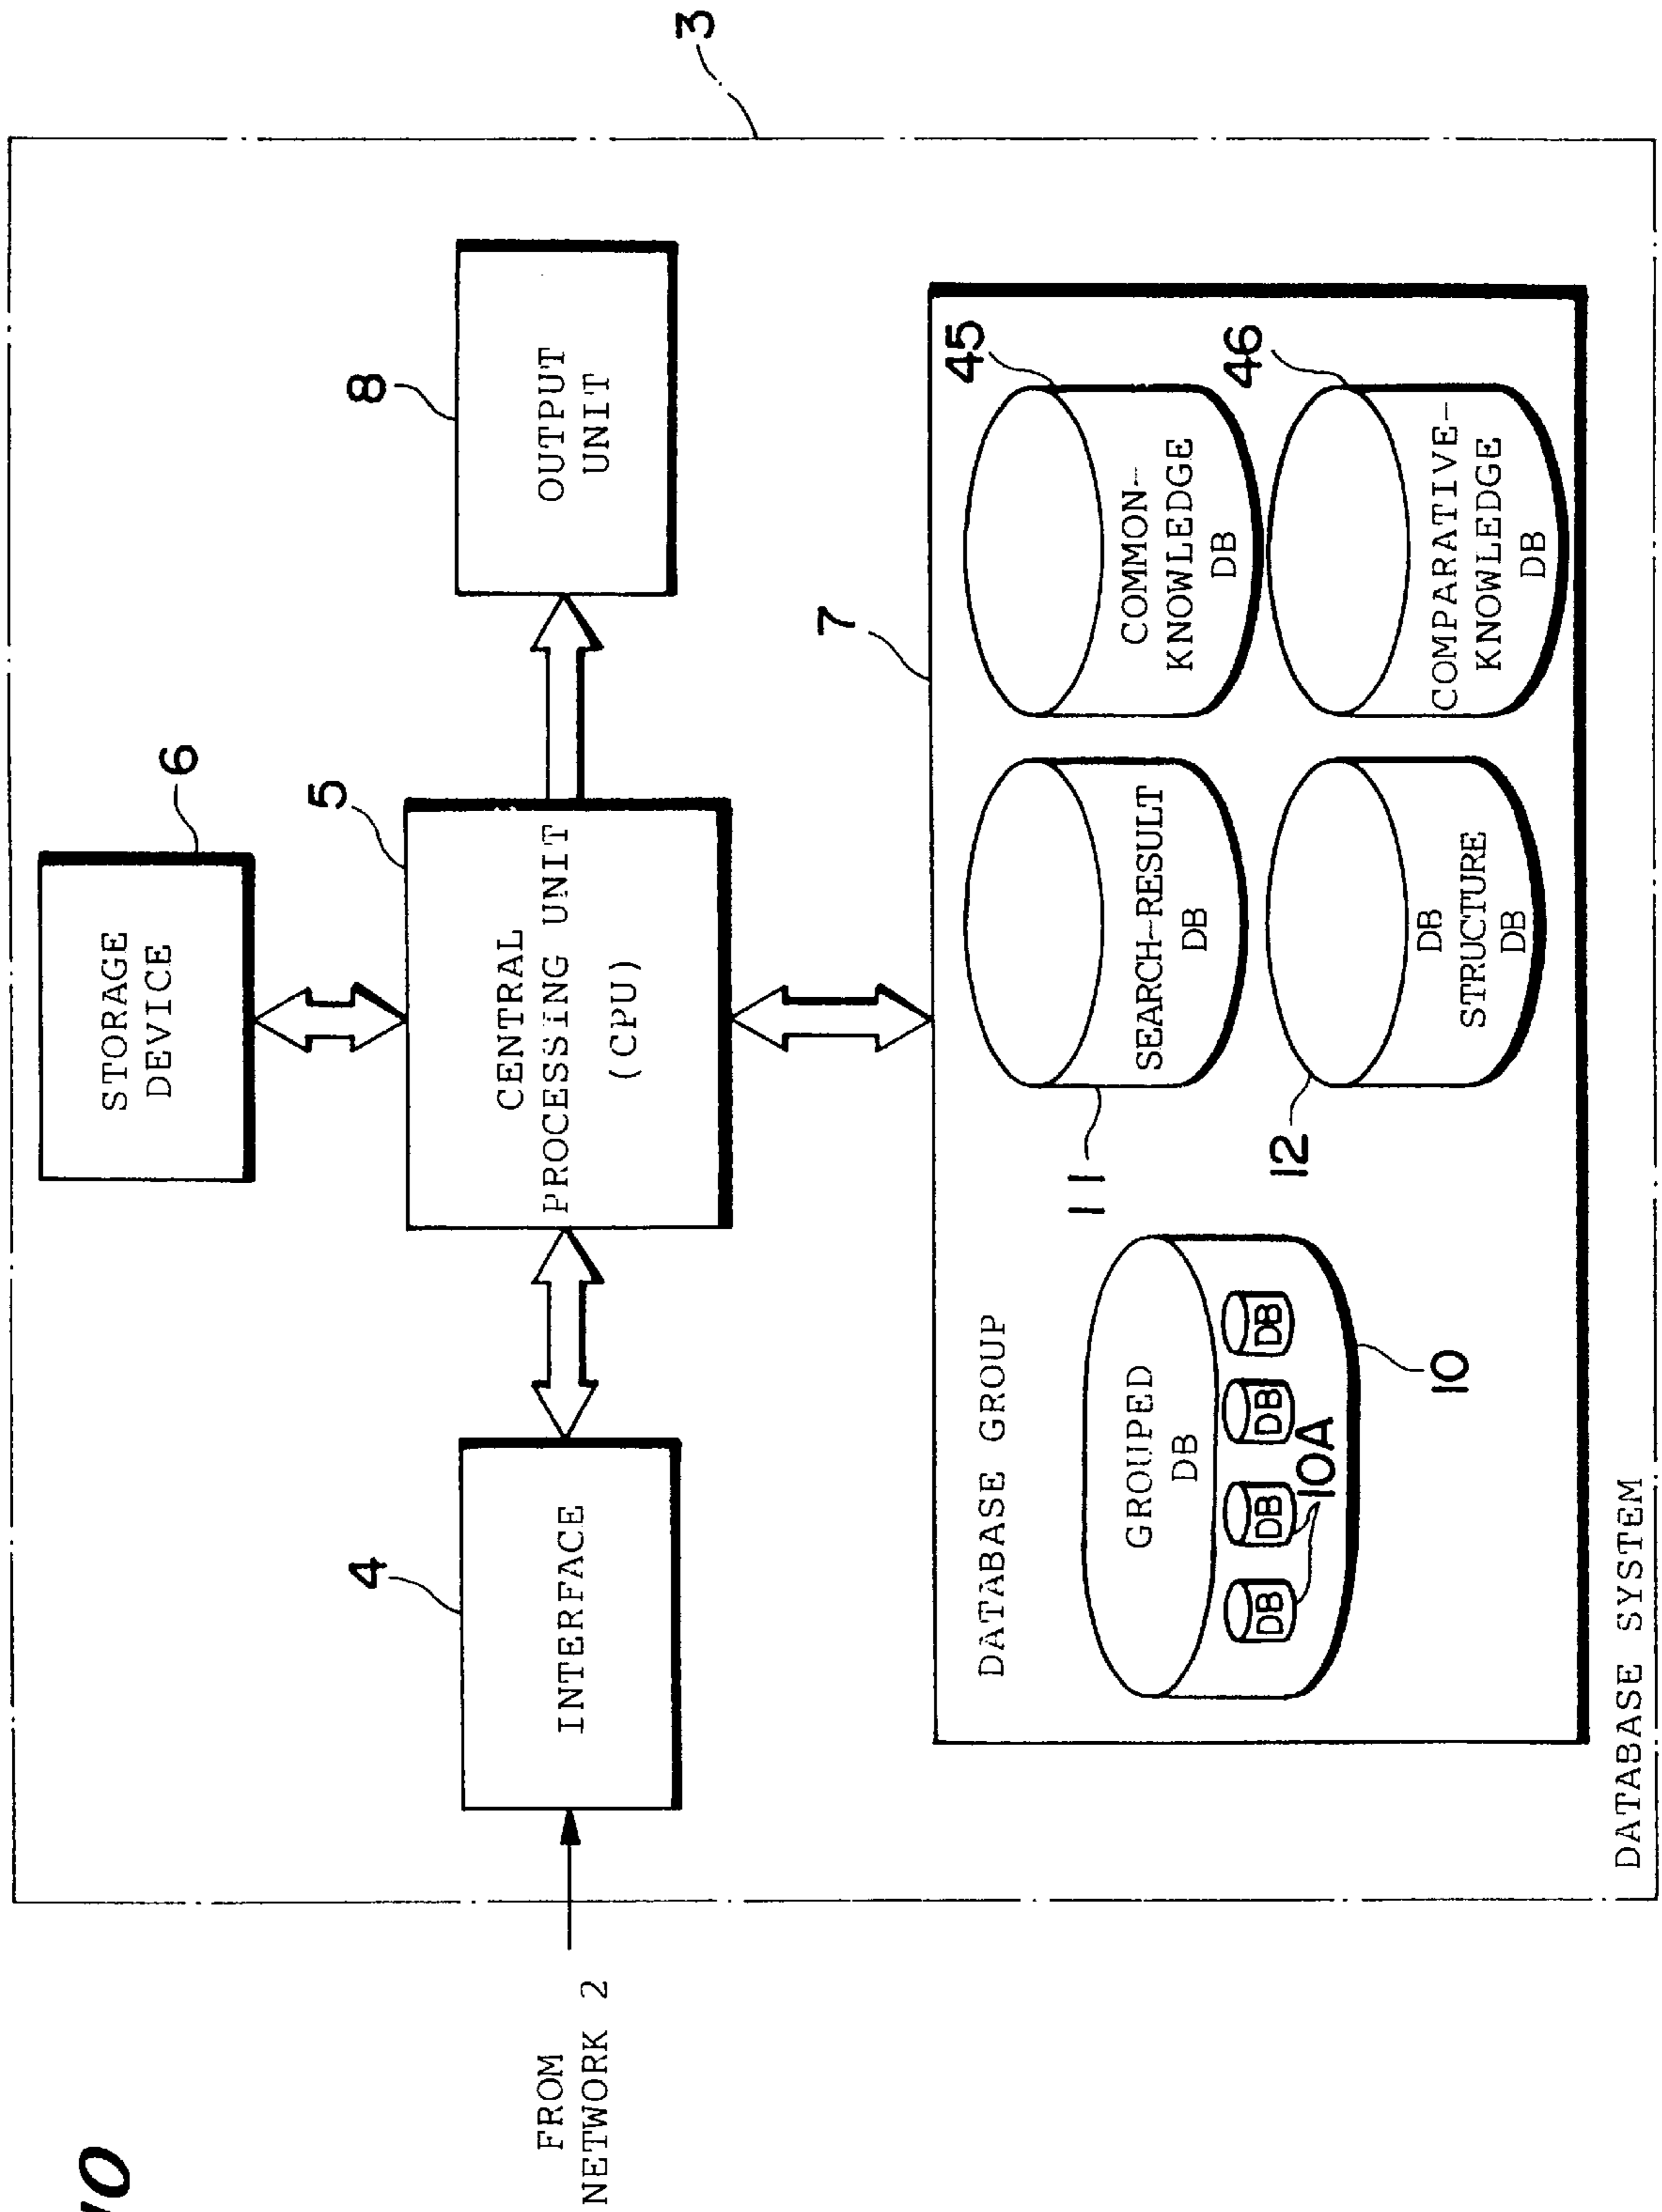 10
3
6
STORAGE
DEVICE
5
CENTRAL
PROCESSING UNIT
(CPU)
4
INTERFACE
8
OUTPUT
UNIT
FROM
NETWORK 2
7
DATABASE GROUP
GROUPED
DB
DB
DB
DB
DB
10A
10
11
SEARCH-RESULT
DB
45
COMMON-
KNOWLEDGE
DB
12
DB
STRUCTURE
DB
46
COMPARATIVE-
KNOWLEDGE
DB
DATABASE SYSTEM